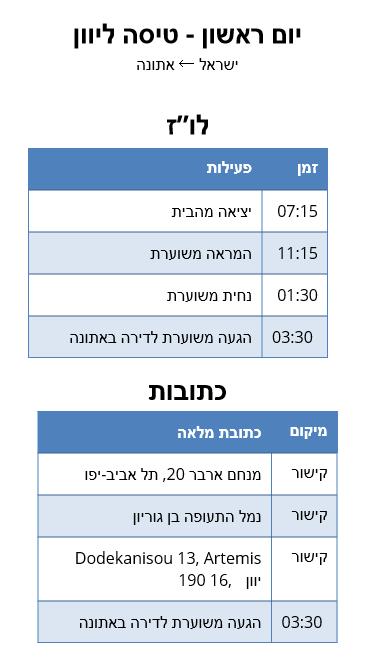 יום ראשון - טיסה ליוון
ישראל ← אתונה
לו״ז
זמן פעילות
07:15 יציאה מהבית
11:15 המראה משוערת
01:30 נחית משוערת
03:30 הגעה משוערת לדירה באתונה
כתובות
מיקום כתובת מלאה
קישור מנחם ארבר 20, תל אביב-יפו
קישור נמל התעופה בן גוריון
קישור Dodekanisou 13, Artemis
190 16, יוון
03:30 הגעה משוערת לדירה באתונה